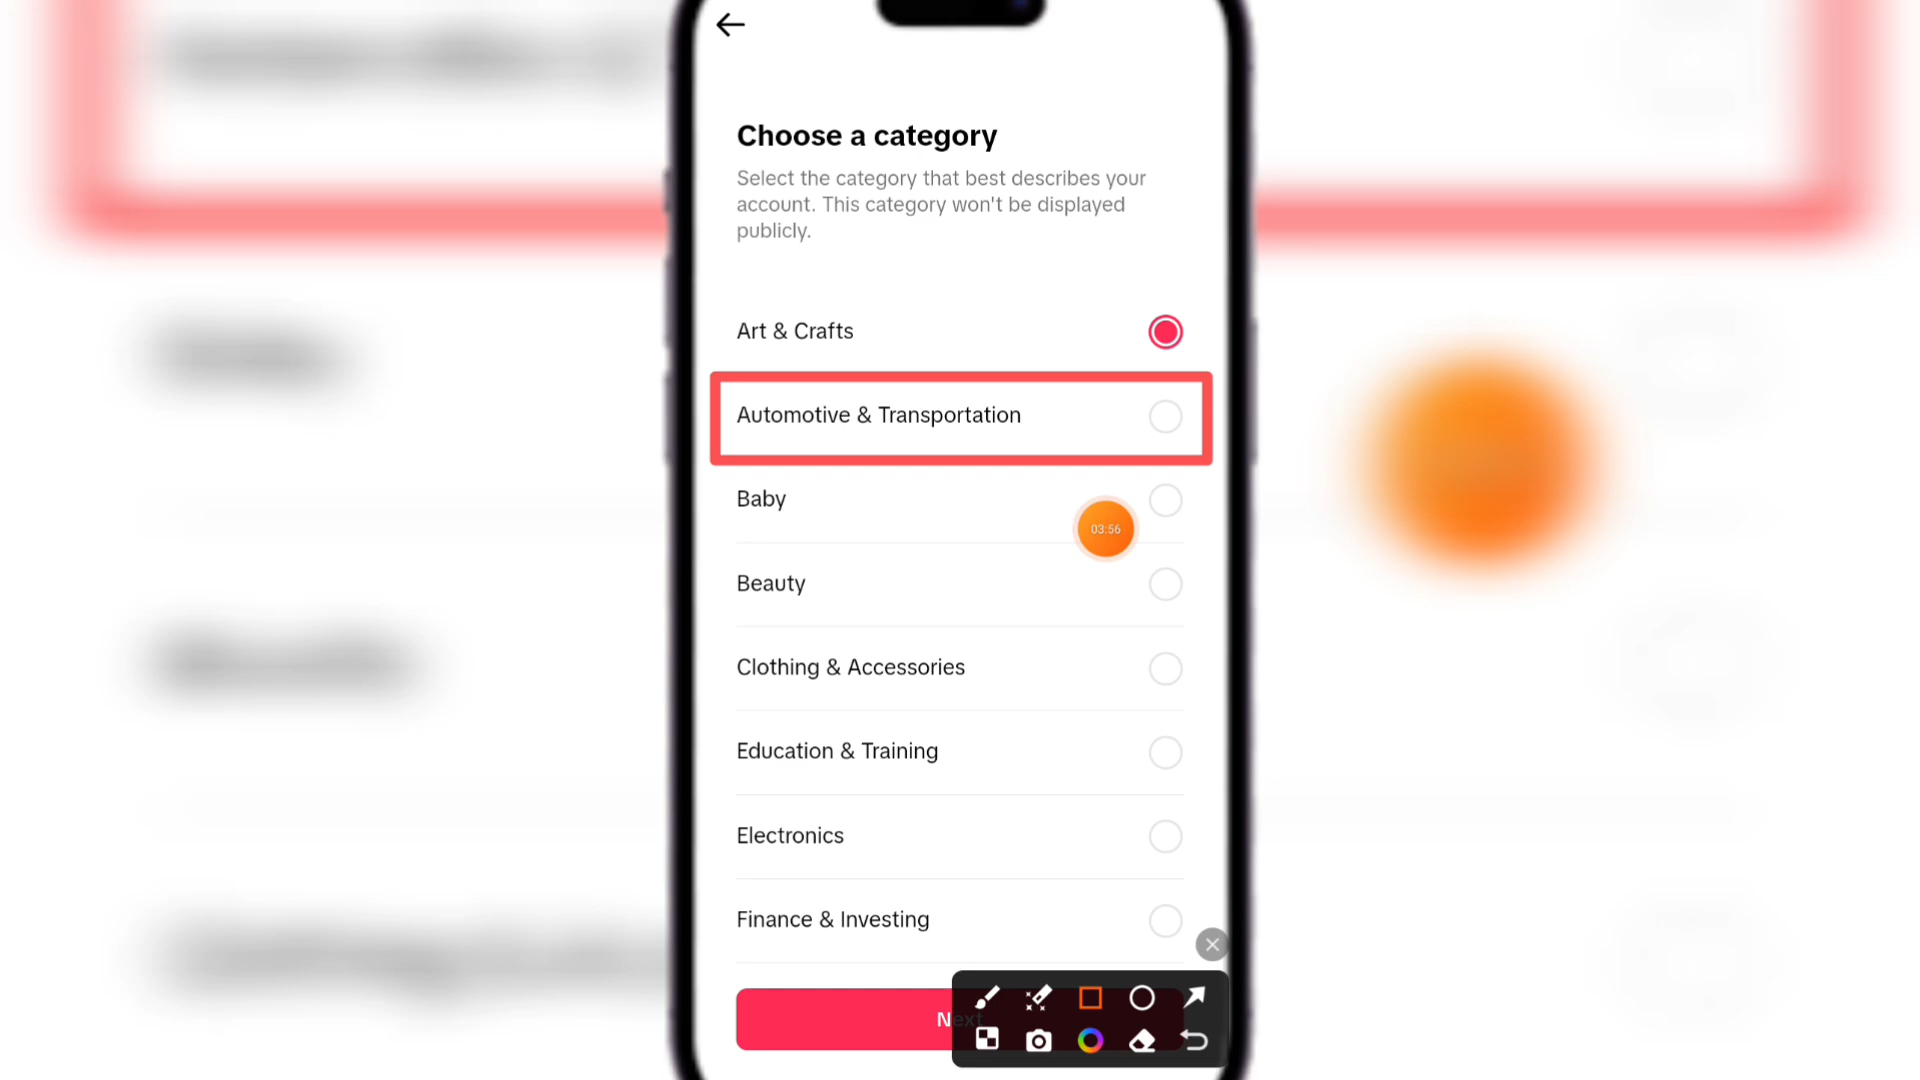 Choose a category
Select the category that best describes your
account. This category won't be displayed
publicly.
Art & Crafts
Automotive & Transportation
Baby
03:56
Beauty
Clothing & Accessories
Education & Training
Electronics
Finance & Investing
Next